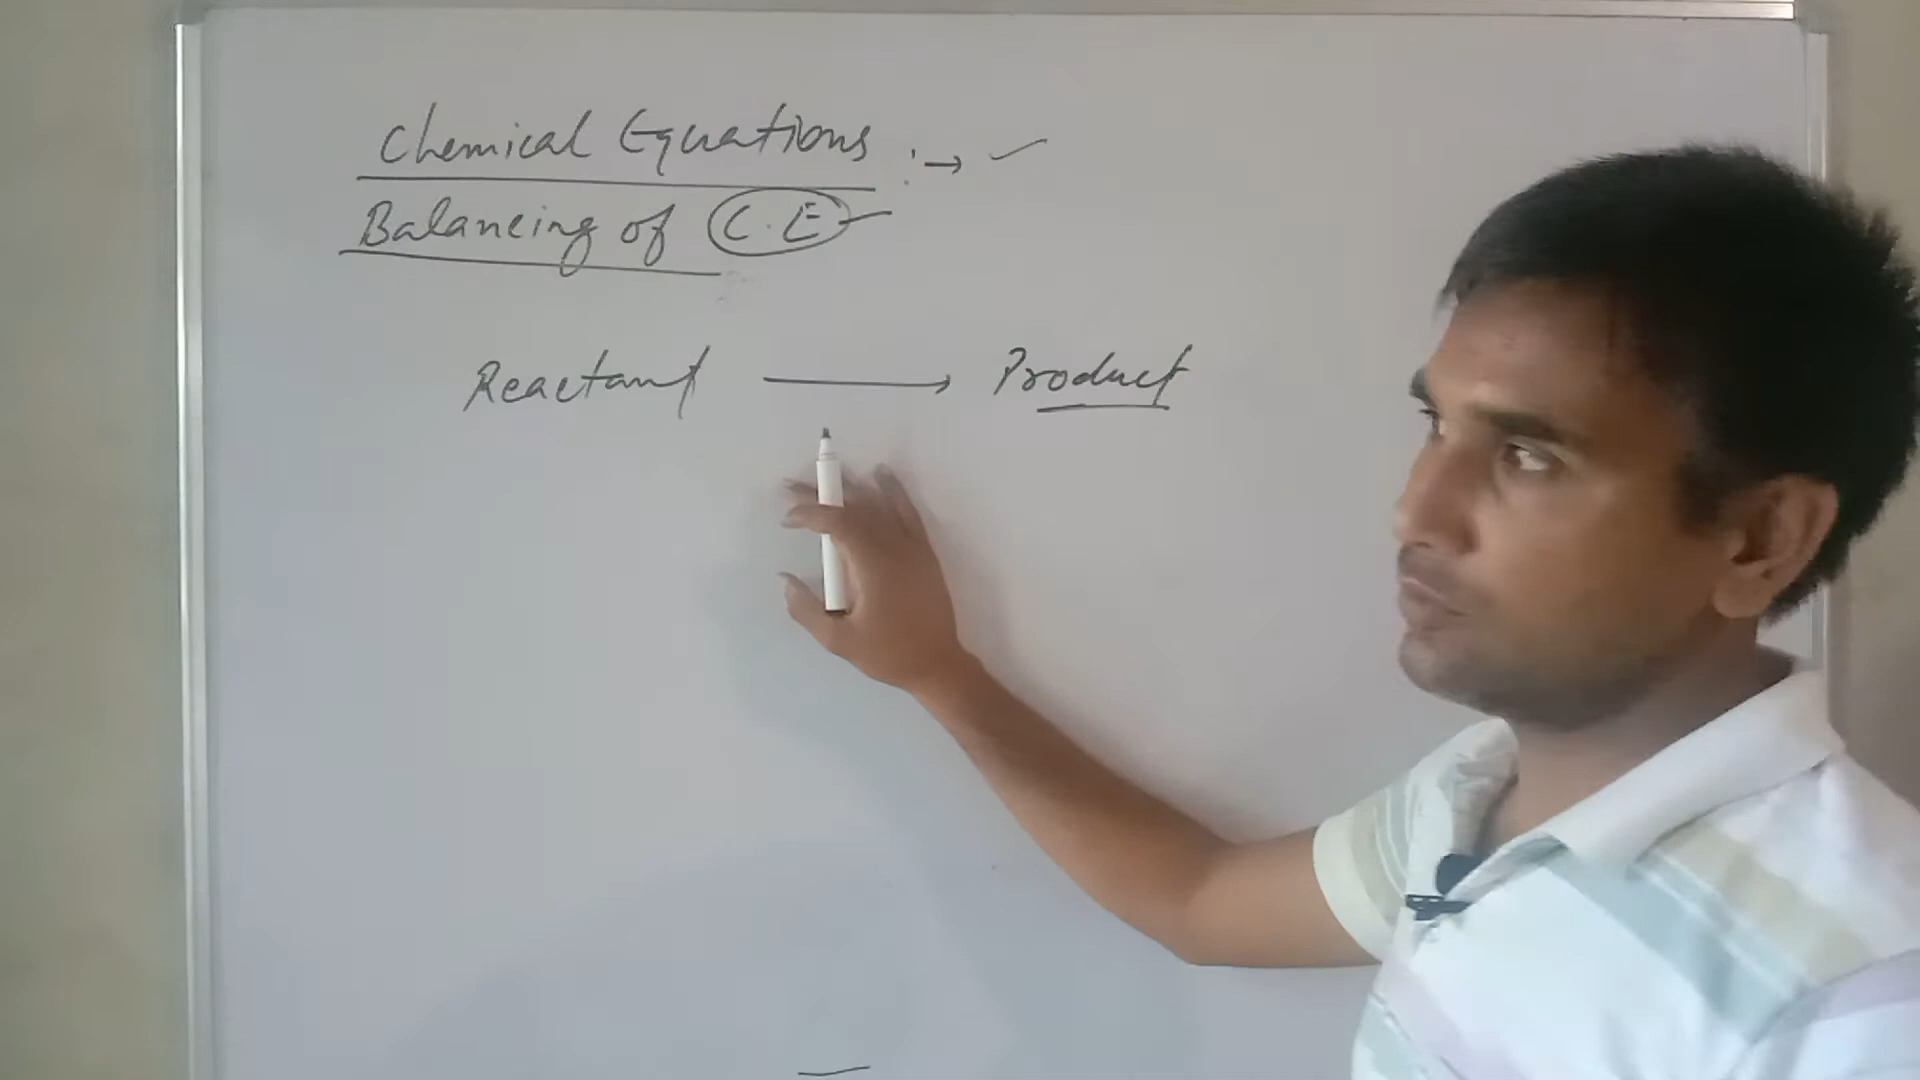 Chemical Equations :→
Balancing of C.E
Reactant → Product